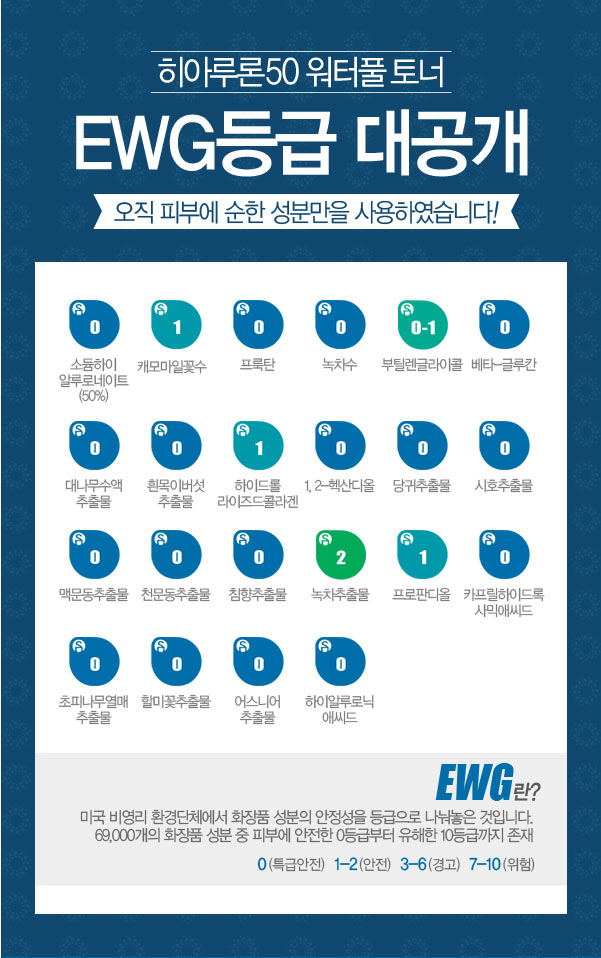 히아루론50 워터풀 토너
EWG등급 대공개
오직 피부에 순한 성분만을 사용하였습니다!
0 1 0 0 0-1 0
소듐하이
알루로네이트
(50%)
캐모마일꽃수
프룩탄
녹차수
부틸렌글라이콜
베타-글루칸
0 0 1 0 0 0
대나무수액
추출물
흰목이버섯
추출물
하이드롤
라이즈드콜라겐
1, 2-헥산디올
당귀추출물
시호추출물
0 0 0 2 1 0
맥문동추출물
천문동추출물
침향추출물
녹차추출물
프로판디올
카프릴하이드록
사믹애씨드
0 0 0 0
초피나무열매
추출물
할미꽃추출물
어스니어
추출물
하이알루로닉
애씨드
EWG란?
미국 비영리 환경단체에서 화장품 성분의 안정성을 등급으로 나눠놓은 것입니다.
69,000개의 화장품 성분 중 피부에 안전한 0등급부터 유해한 10등급까지 존재
0 (특급안전) 1-2 (안전) 3-6 (경고) 7-10 (위험)